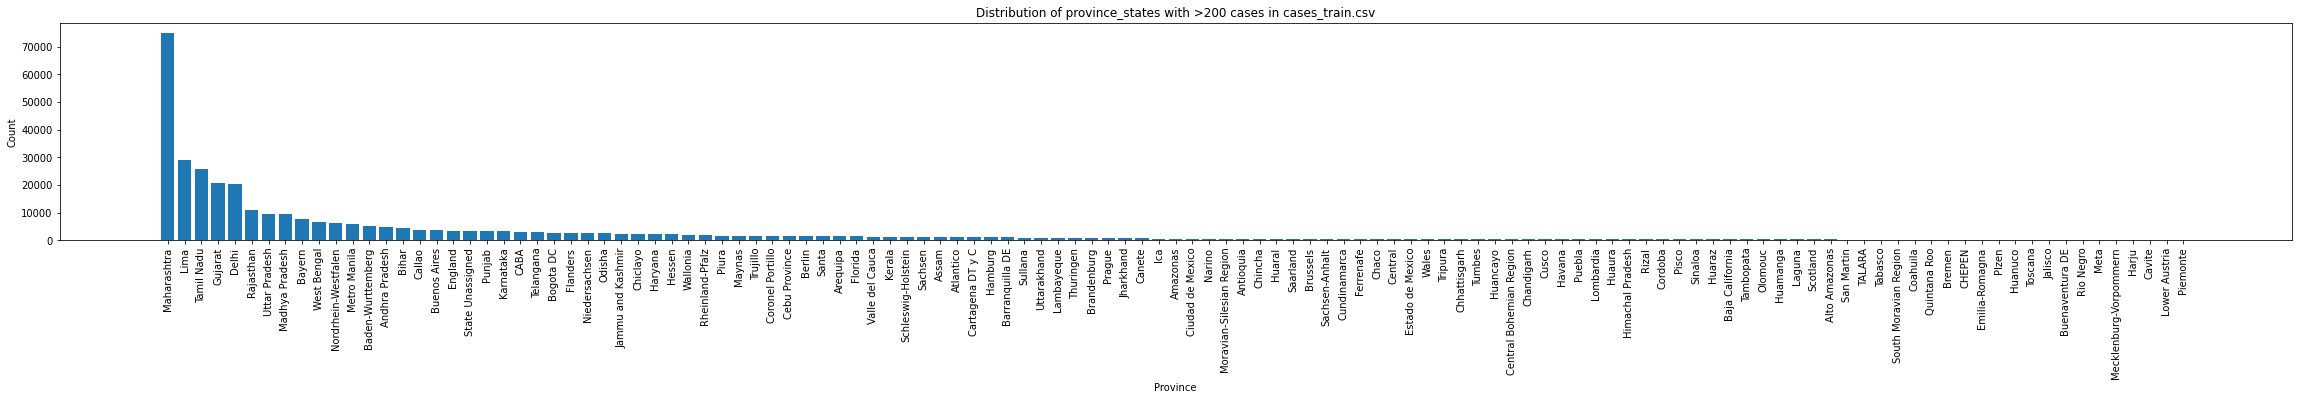 Distribution of province_states with >200 cases in cases_train.csv
Count
70000
60000
50000
40000
30000
20000
10000
0
Maharashtra
Lima
Tamil Nadu
Gujarat
Delhi
Rajasthan
Uttar Pradesh
Madhya Pradesh
Bayern
West Bengal
Nordrhein-Westfalen
Metro Manila
Baden-Wurttemberg
Andhra Pradesh
Bihar
Callao
Buenos Aires
England
State Unassigned
Punjab
Karnataka
CABA
Telangana
Bogota DC
Flanders
Niedersachsen
Odisha
Jammu and Kashmir
Chiclayo
Haryana
Hessen
Wallonia
Rheinland-Pfalz
Piura
Maynas
Trujillo
Coronel Portillo
Cebu Province
Berlin
Santa
Arequipa
Florida
Valle del Cauca
Kerala
Schleswig-Holstein
Sachsen
Assam
Atlantico
Cartagena DT y C
Hamburg
Barranquilla DE
Sullana
Uttarakhand
Lambayeque
Thuringen
Brandenburg
Prague
Jharkhand
Canete
Ica
Amazonas
Ciudad de Mexico
Narino
Moravian-Silesian Region
Antioquia
Chincha
Huaral
Saarland
Brussels
Sachsen-Anhalt
Cundinamarca
Ferrenafe
Chaco
Central
Estado de Mexico
Wales
Tripura
Chhattisgarh
Tumbes
Huancayo
Central Bohemian Region
Chandigarh
Cusco
Havana
Puebla
Lombardia
Huaura
Himachal Pradesh
Rizal
Cordoba
Pisco
Sinaloa
Huaraz
Baja California
Tambopata
Olomouc
Huamanga
Laguna
Scotland
Alto Amazonas
San Martin
TALARA
Tabasco
South Moravian Region
Coahuila
Quintana Roo
Bremen
CHEPEN
Emilia-Romagna
Plzen
Huanuco
Toscana
Jalisco
Buenaventura DE
Rio Negro
Meta
Mecklenburg-Vorpommern
Harju
Cavite
Lower Austria
Piemonte
Province